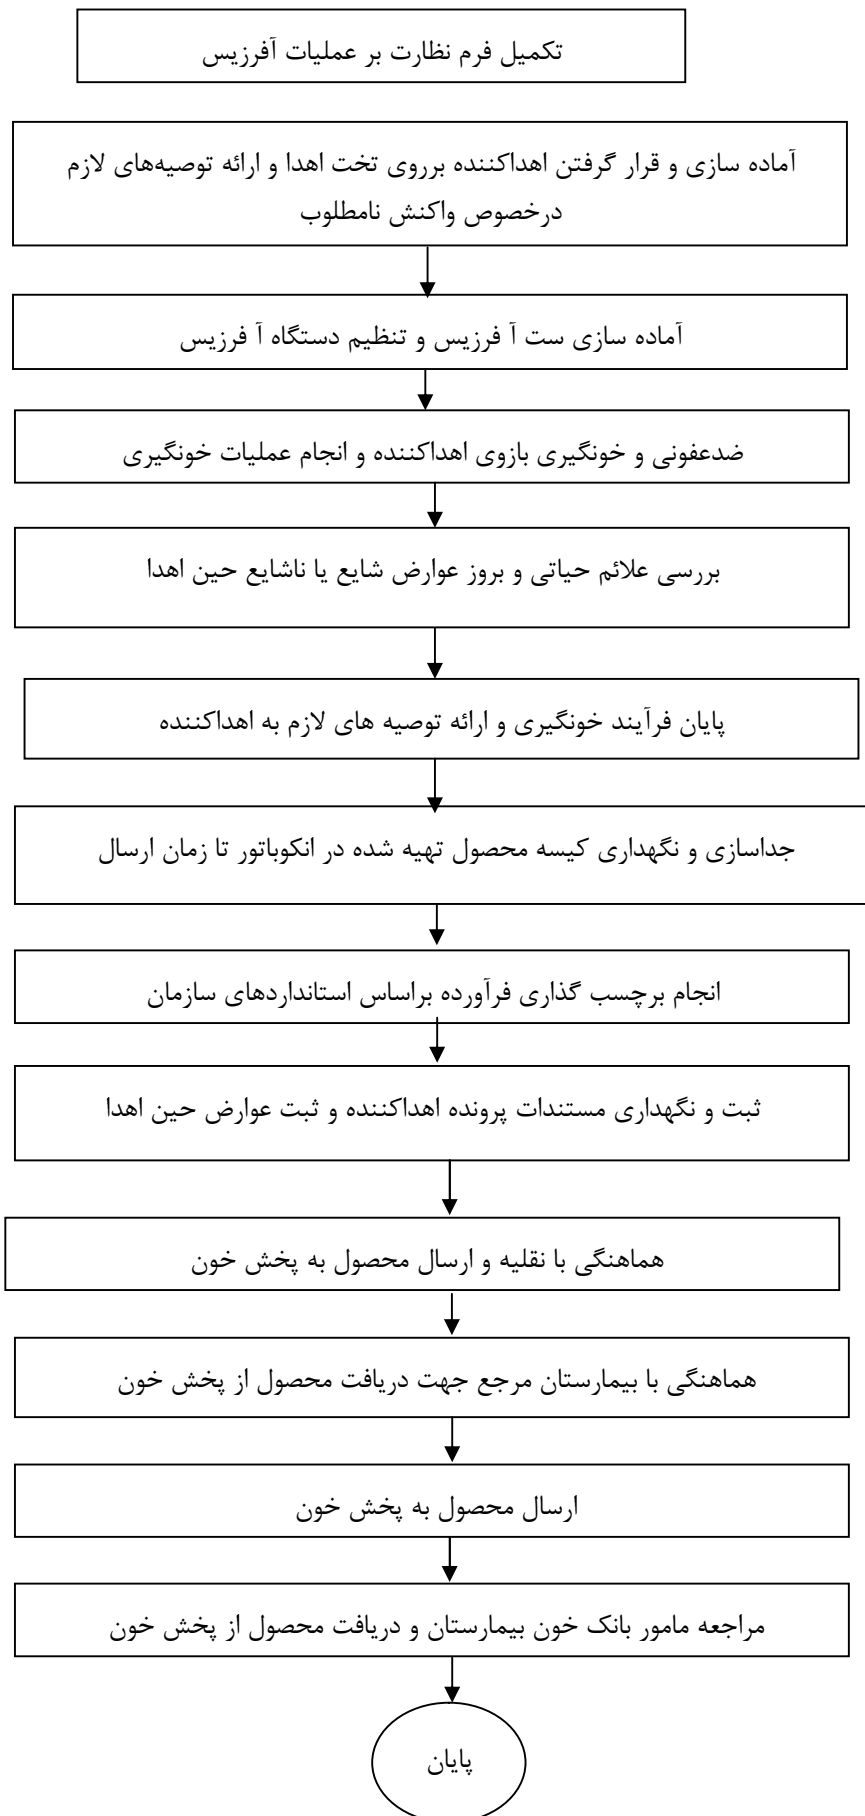 تکمیل فرم نظارت بر عملیات آفرزیس
آماده سازی و قرار گرفتن اهداکننده برروی تخت اهدا و ارائه توصیه‌های لازم
درخصوص واکنش نامطلوب
آماده سازی ست آ فرزیس و تنظیم دستگاه آ فرزیس
ضدعفونی و خونگیری بازوی اهداکننده و انجام عملیات خونگیری
بررسی علائم حیاتی و بروز عوارض شایع یا ناشایع حین اهدا
پایان فرآیند خونگیری و ارائه توصیه های لازم به اهداکننده
جداسازی و نگهداری کیسه محصول تهیه شده در انکوباتور تا زمان ارسال
انجام برچسب گذاری فرآورده براساس استانداردهای سازمان
ثبت و نگهداری مستندات پرونده اهداکننده و ثبت عوارض حین اهدا
هماهنگی با نقلیه و ارسال محصول به پخش خون
هماهنگی با بیمارستان مرجع جهت دریافت محصول از پخش خون
ارسال محصول به پخش خون
مراجعه مامور بانک خون بیمارستان و دریافت محصول از پخش خون
پایان